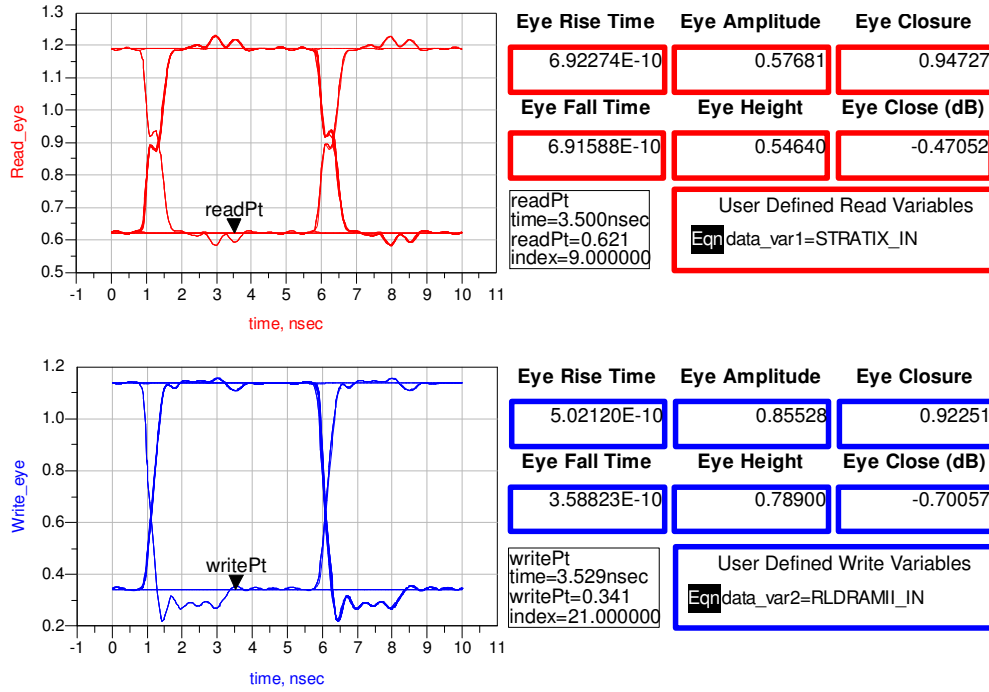 Eye Rise Time Eye Amplitude Eye Closure
6.92274E-10 0.57681 0.94727
Eye Fall Time Eye Height Eye Close (dB)
6.91588E-10 0.54640 -0.47052
1.3
1.2
1.1
1.0
0.9
0.8
0.7
0.6
0.5
Read_eye
readPt
-1 0 1 2 3 4 5 6 7 8 9 10 11
time, nsec
readPt
time=3.500nsec
readPt=0.621
index=9.000000
User Defined Read Variables
Eqn data_var1=STRATIX_IN
1.2
1.0
0.8
0.6
0.4
0.2
Write_eye
writePt
-1 0 1 2 3 4 5 6 7 8 9 10 11
time, nsec
Eye Rise Time Eye Amplitude Eye Closure
5.02120E-10 0.85528 0.92251
Eye Fall Time Eye Height Eye Close (dB)
3.58823E-10 0.78900 -0.70057
writePt
time=3.529nsec
writePt=0.341
index=21.000000
User Defined Write Variables
Eqn data_var2=RLDRAMII_IN